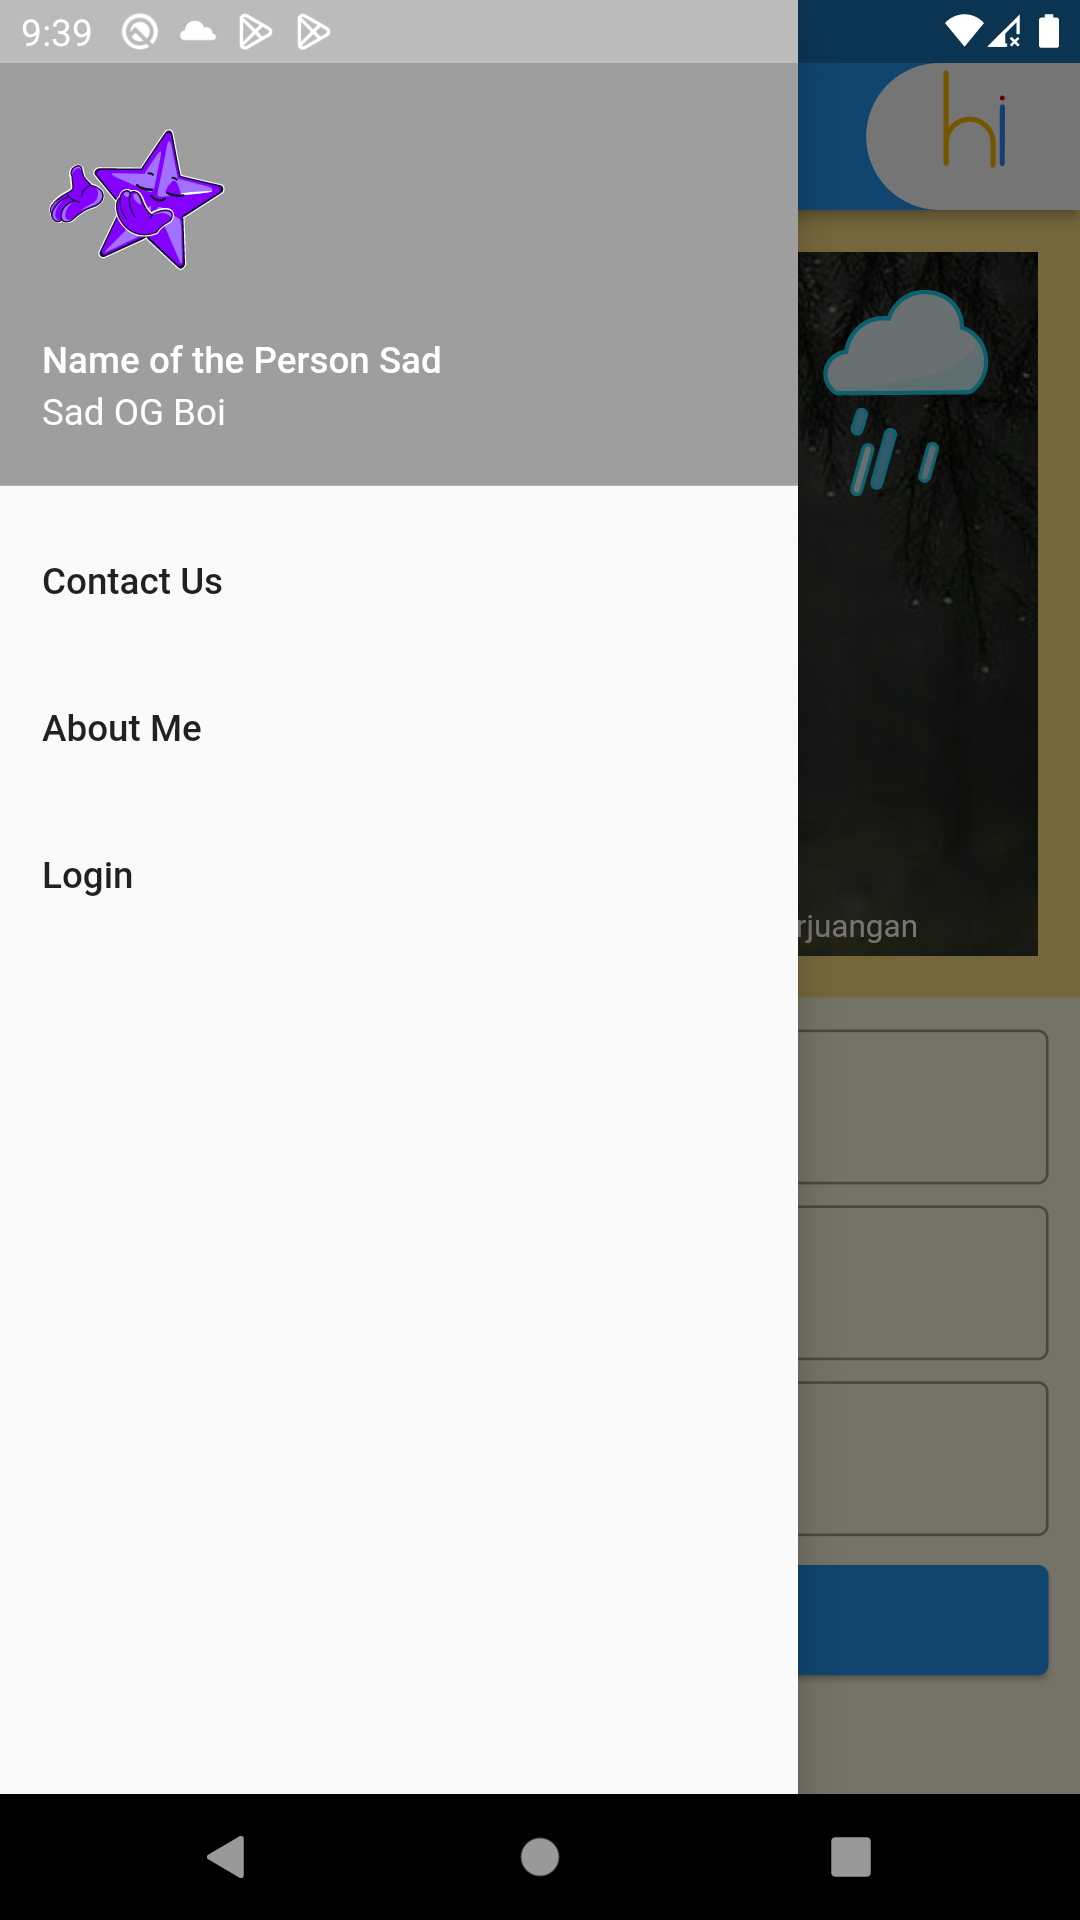 9:39
hi
Name of the Person Sad
Sad OG Boi
Contact Us
About Me
Login
rjuangan